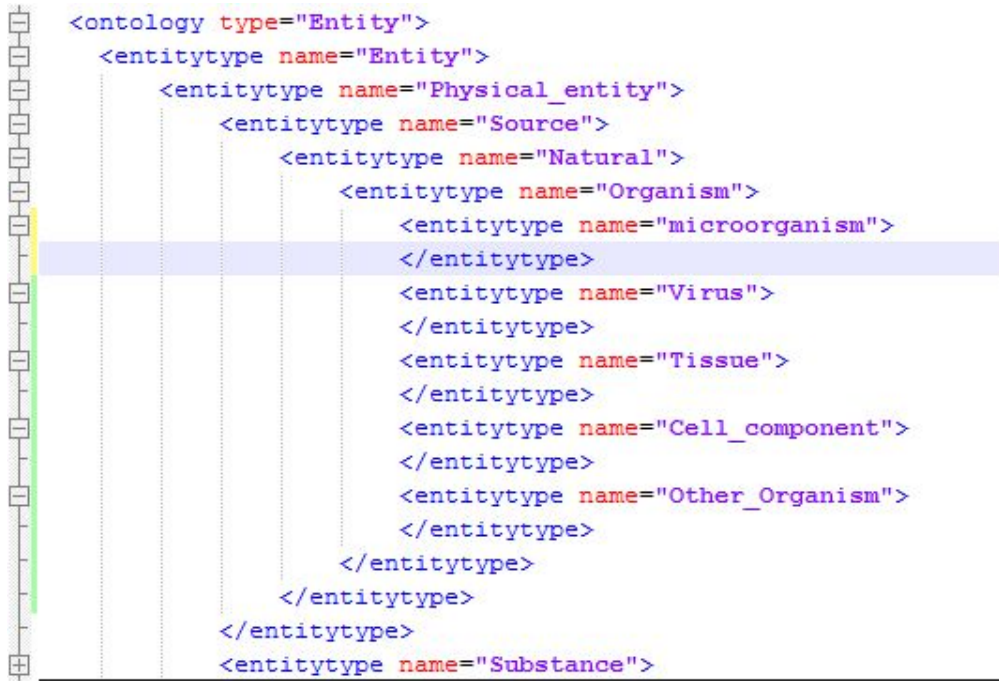 <ontology type="Entity">
<entitytype name="Entity">
<entitytype name="Physical_entity">
<entitytype name="Source">
<entitytype name="Natural">
<entitytype name="Organism">
<entitytype name="microorganism">
</entitytype>
<entitytype name="Virus">
</entitytype>
<entitytype name="Tissue">
</entitytype>
<entitytype name="Cell_component">
</entitytype>
<entitytype name="Other_Organism">
</entitytype>
</entitytype>
</entitytype>
</entitytype>
<entitytype name="Substance">